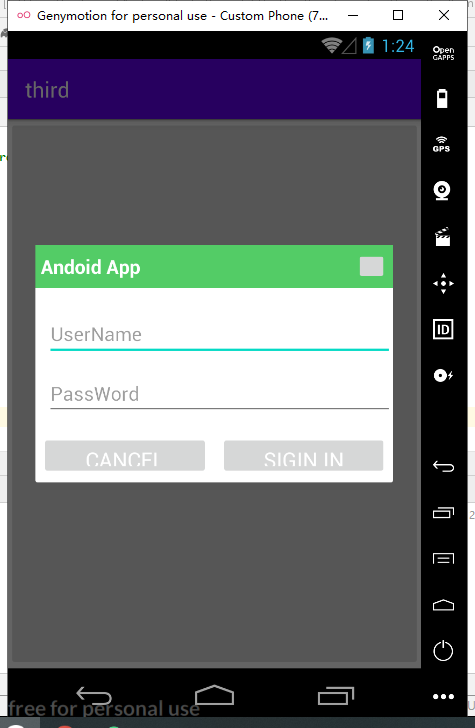 Genymotion for personal use - Custom Phone (7...
1:24
Open
GAPPS
third
GPS
Andoid App
UserName
ID
PassWord
CANCEL
SIGIN IN
free for personal use